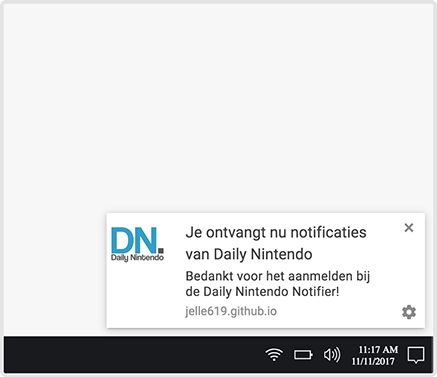 DN.
Daily Nintendo
Je ontvangt nu notificaties
van Daily Nintendo
Bedankt voor het aanmelden bij
de Daily Nintendo Notifier!
jelle619.github.io
11:17 AM
11/11/2017